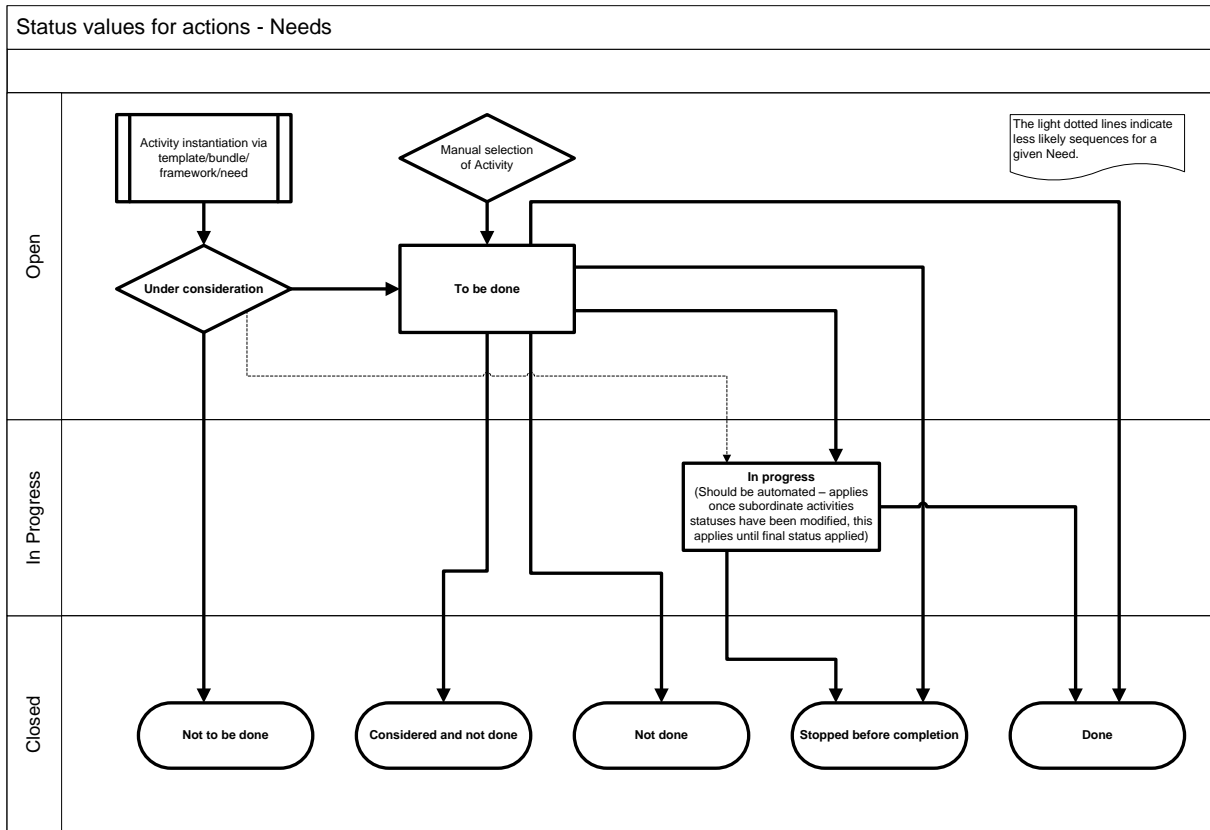 Status values for actions - Needs
Open
Activity instantiation via
template/bundle/
framework/need
Manual selection
of Activity
The light dotted lines indicate
less likely sequences for a
given Need.
Under consideration
To be done
In Progress
In progress
(Should be automated – applies
once subordinate activities
statuses have been modified, this
applies until final status applied)
Closed
Not to be done
Considered and not done
Not done
Stopped before completion
Done